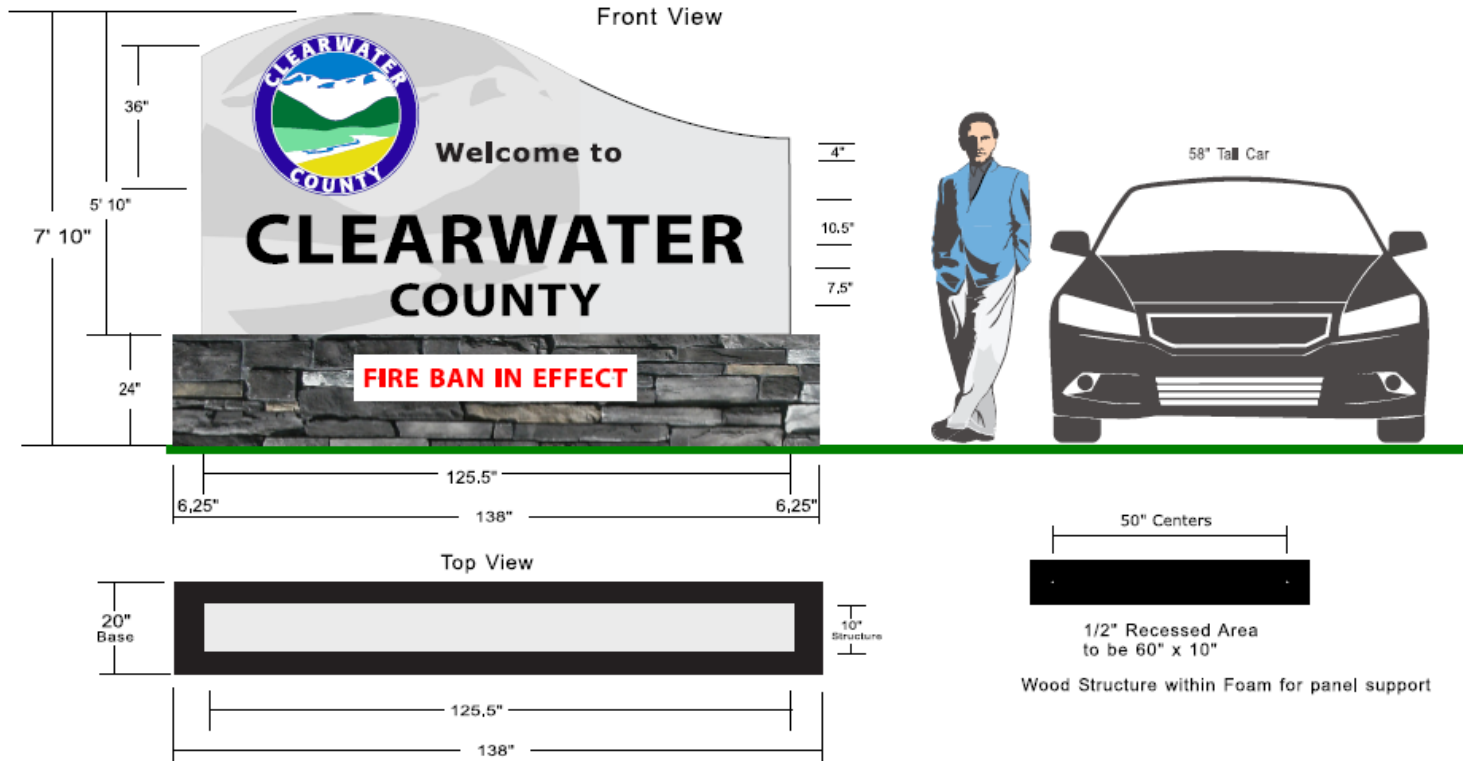 Front View
CLEARWATER
COUNTY
Welcome to
CLEARWATER
COUNTY
FIRE BAN IN EFFECT
36"
5' 10"
7' 10"
24"
4"
10.5"
7.5"
58" Tall Car
125.5"
6.25"
6.25"
138"
Top View
20"
Base
10"
Structure
125.5"
138"
50" Centers
1/2" Recessed Area
to be 60" x 10"
Wood Structure within Foam for panel support